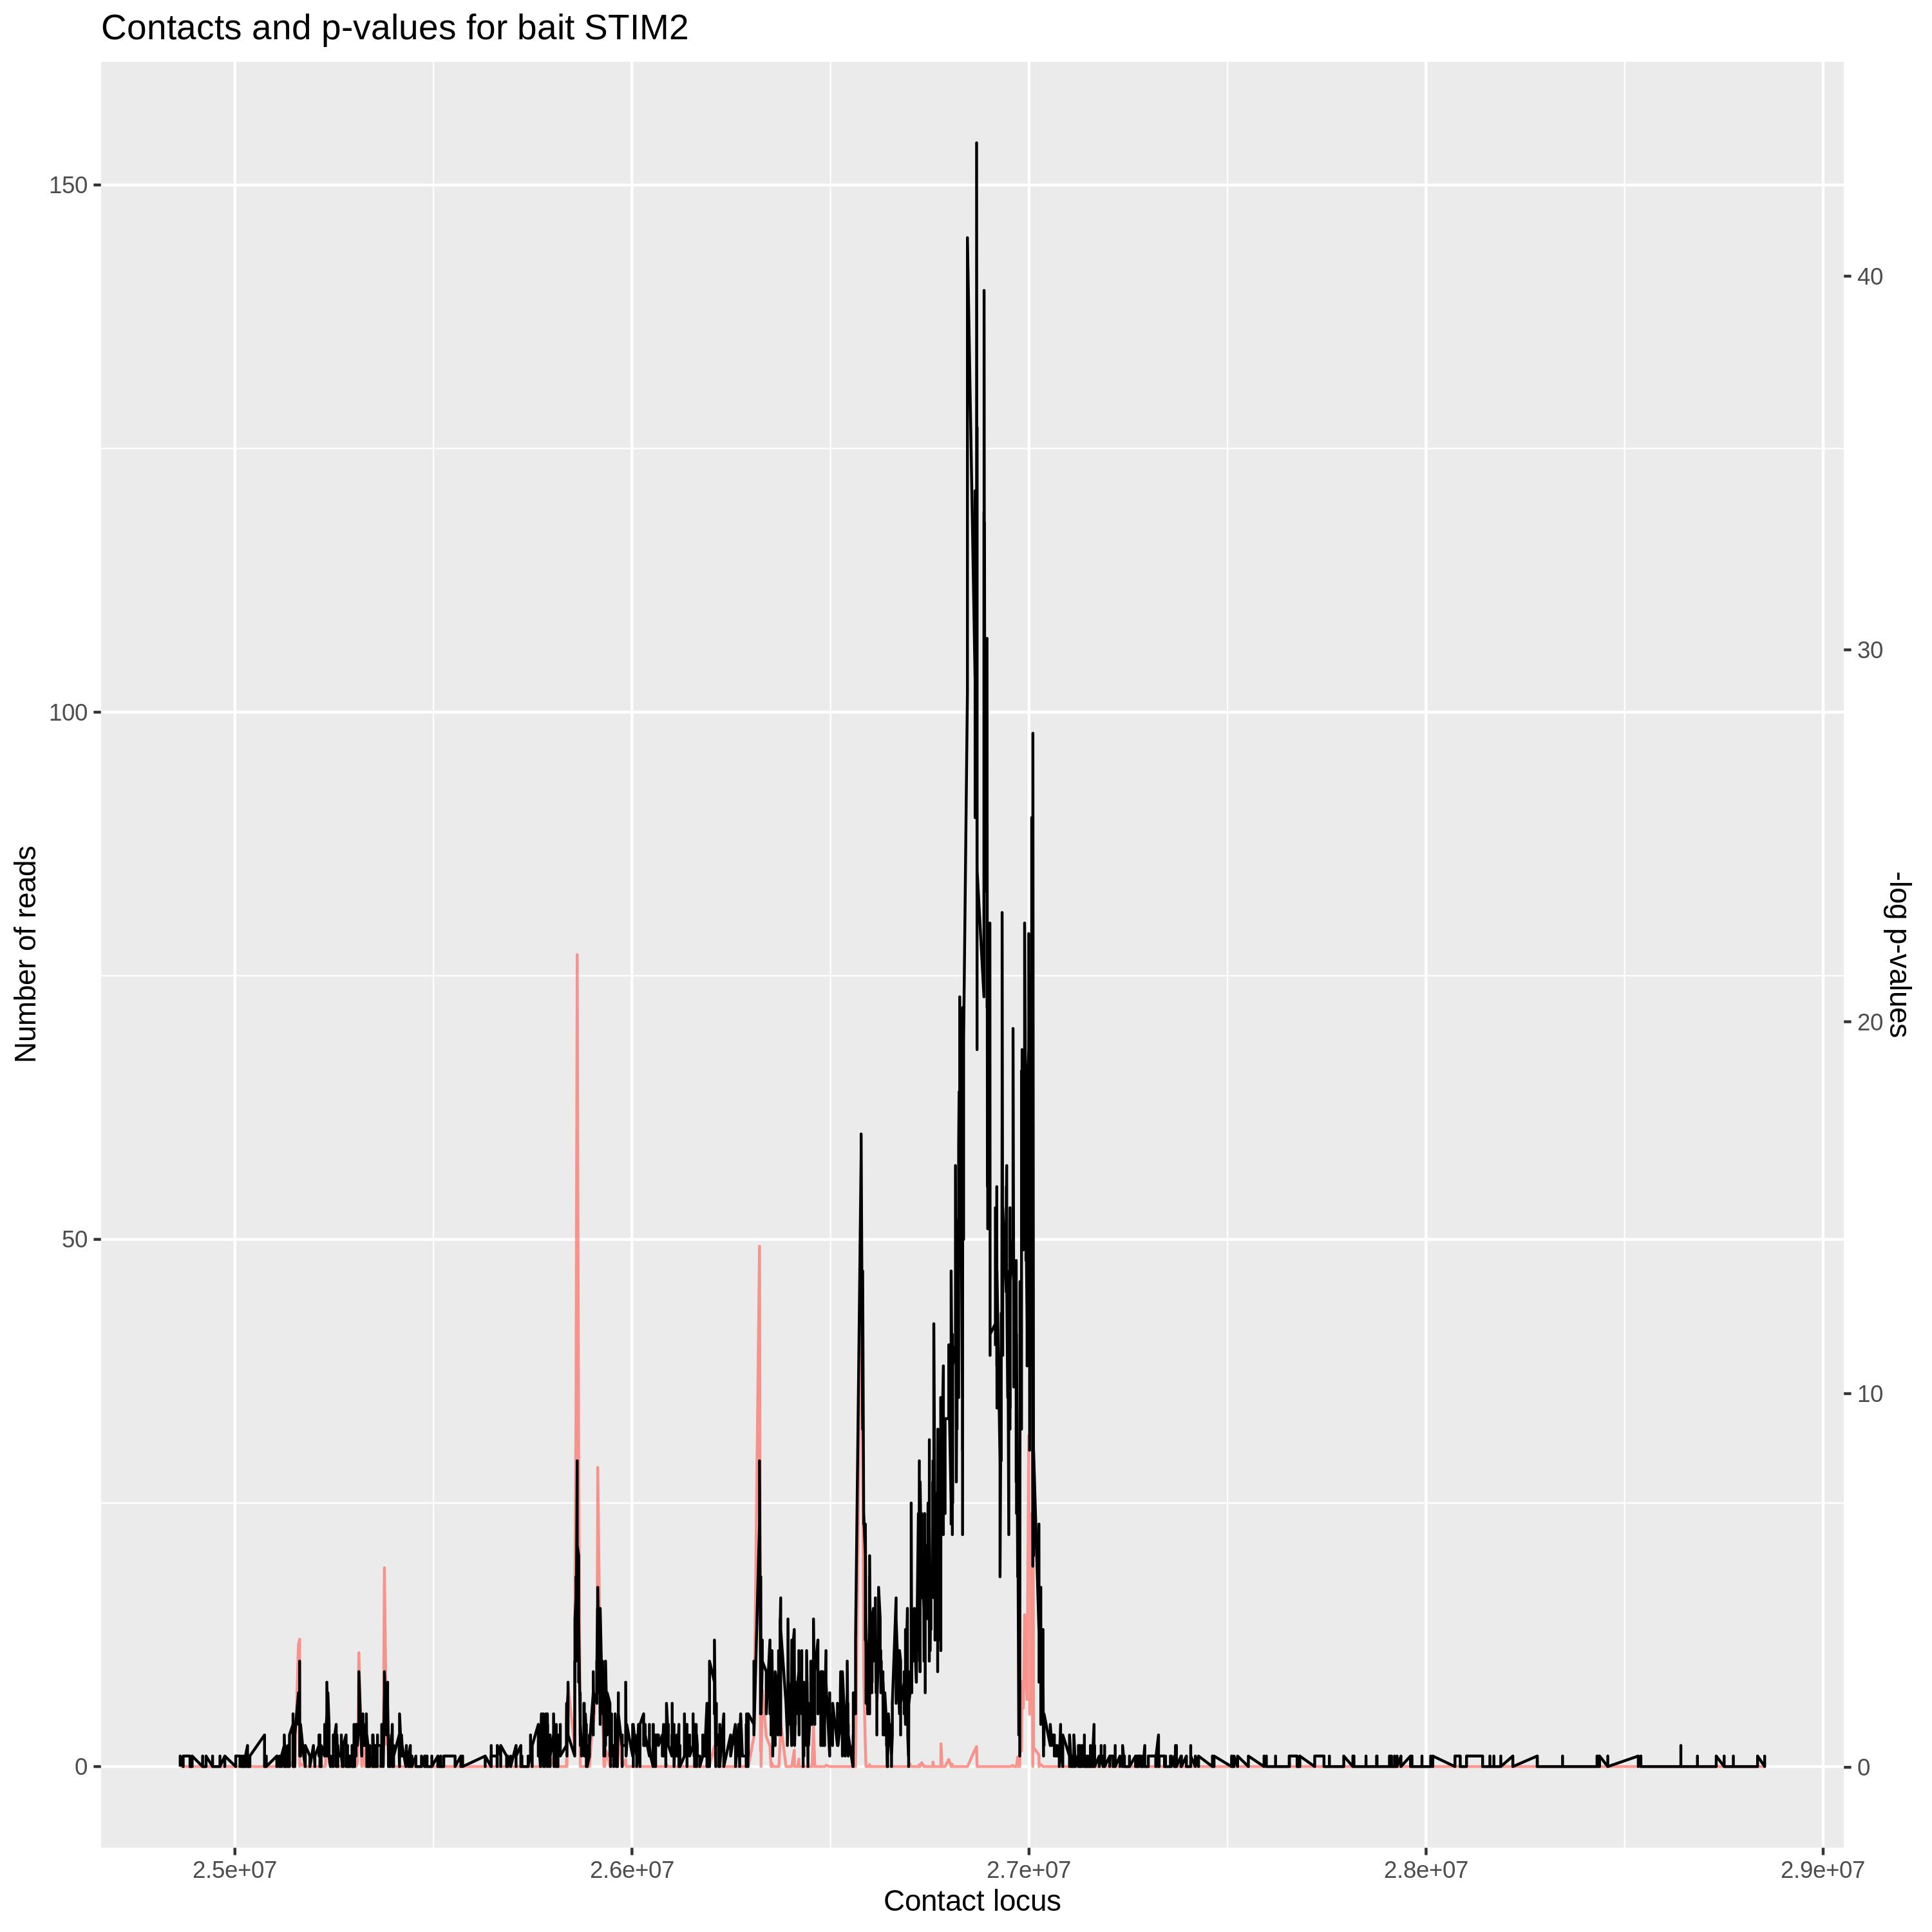 Contacts and p-values for bait STIM2
150
100
50
0
40
30
20
10
0
Number of reads
-log p-values
2.5e+07 2.6e+07 2.7e+07 2.8e+07 2.9e+07
Contact locus